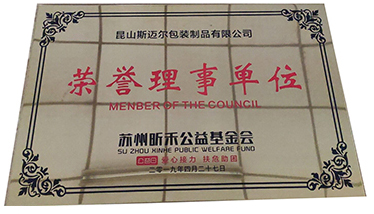 昆山斯迈尔包装制品有限公司
荣誉理事单位
MENBER OF THE COUNCIL
苏州昕禾公益基金会
SU ZHOU XINHE PUBLIC WELFARE FUND
爱心接力 扶危助困
二零一九年四月二十七日